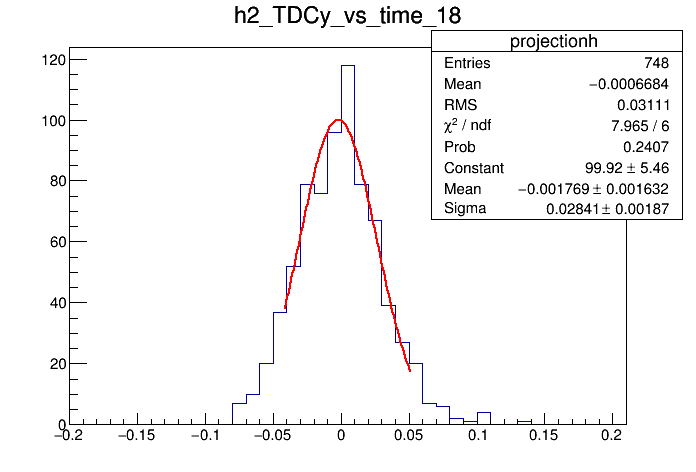 h2_TDCy_vs_time_18
projectionh
Entries 748
Mean −0.0006684
RMS 0.03111
χ² / ndf 7.965 / 6
Prob 0.2407
Constant 99.92 ± 5.46
Mean −0.001769 ± 0.001632
Sigma 0.02841 ± 0.00187
120
100
80
60
40
20
0
−0.2 −0.15 −0.1 −0.05 0 0.05 0.1 0.15 0.2